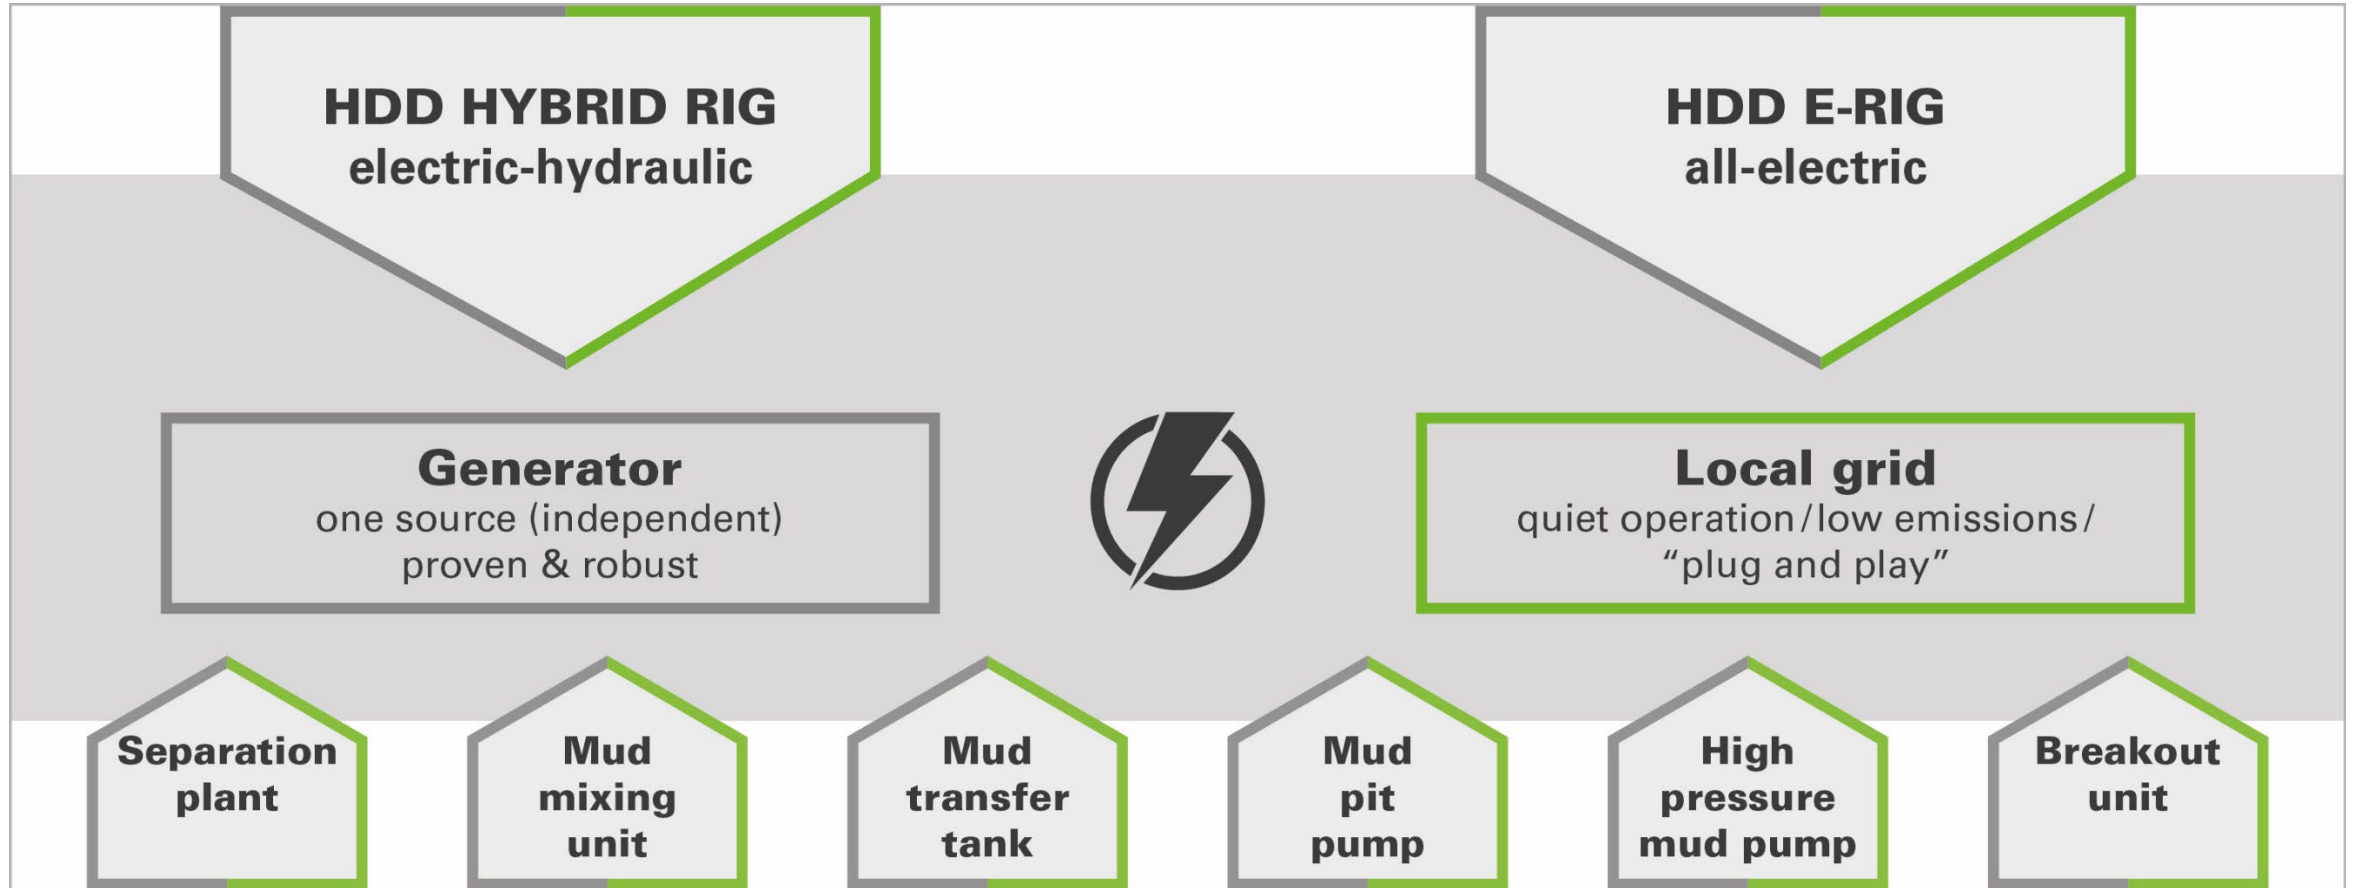 HDD HYBRID RIG
electric-hydraulic
HDD E-RIG
all-electric
Generator
one source (independent)
proven & robust
Local grid
quiet operation/low emissions/
“plug and play”
Separation
plant
Mud
mixing
unit
Mud
transfer
tank
Mud
pit
pump
High
pressure
mud pump
Breakout
unit